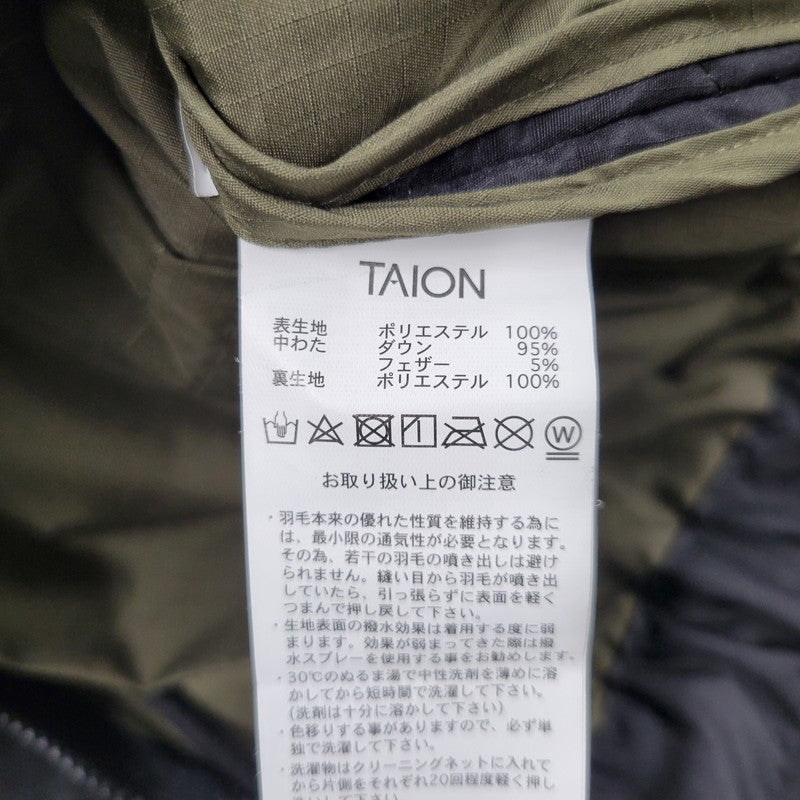 TAION
表生地 ポリエステル 100%
中わた ダウン 95%
フェザー 5%
裏生地 ポリエステル 100%
W
お取り扱い上の御注意
・羽毛本来の優れた性質を維持する為に
は、最小限の通気性が必要となります。
その為、若干の羽毛の噴き出しは避け
られません。縫い目から羽毛が噴き出
していたら、引っ張らずに表面を軽く
つまんで押し戻して下さい。
・生地表面の撥水効果は着用する度に弱
まります。効果が弱まってきた際は撥
水スプレーを使用する事をお勧めします。
・30℃のぬるま湯で中性洗剤を薄めに溶
かしてから短時間で洗濯して下さい。
(洗剤は十分に溶かして下さい)
・色移りする事がありますので、必ず単
独で洗濯して下さい。
・洗濯物はクリーニングネットに入れて
から片側をそれぞれ20回程度軽く押し
洗いして下さい。